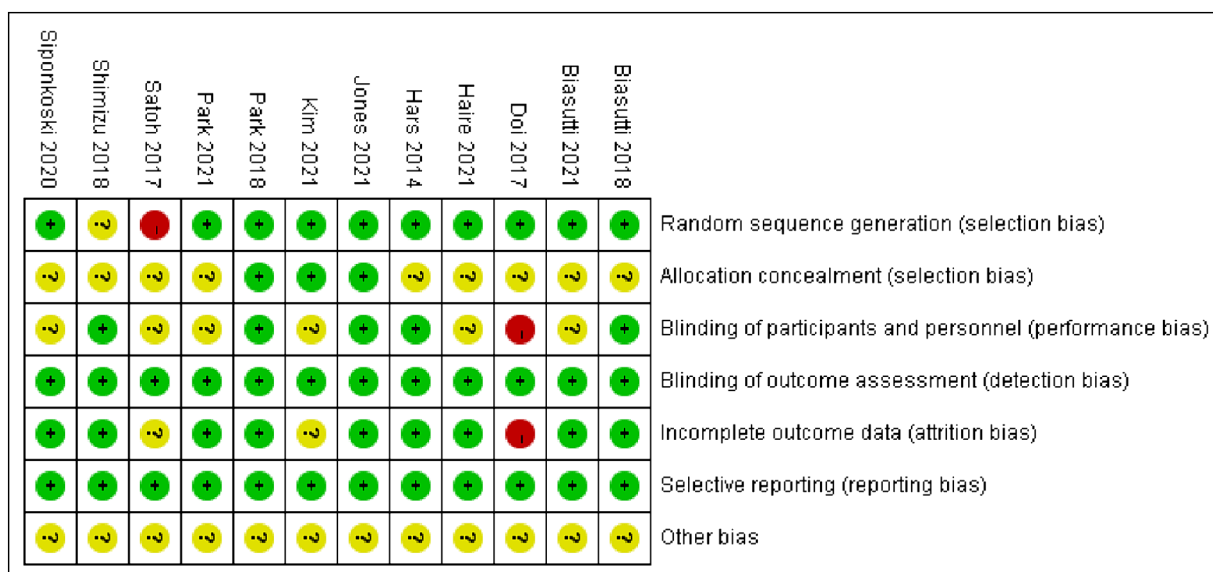 Siponkoski 2020
Shimizu 2018
Satoh 2017
Park 2021
Park 2018
Kim 2021
Jones 2021
Hars 2014
Haire 2021
Doi 2017
Biasutti 2021
Biasutti 2018
+ ? - + + + + + + + + + Random sequence generation (selection bias)
? ? ? ? + + + ? ? ? ? ? Allocation concealment (selection bias)
? + ? ? + ? + + ? - ? + Blinding of participants and personnel (performance bias)
+ + + + + + + + + + + + Blinding of outcome assessment (detection bias)
+ + ? + + ? + + + - + + Incomplete outcome data (attrition bias)
+ + + + + + + + + + + + Selective reporting (reporting bias)
? ? ? ? ? ? ? ? ? ? ? ? Other bias